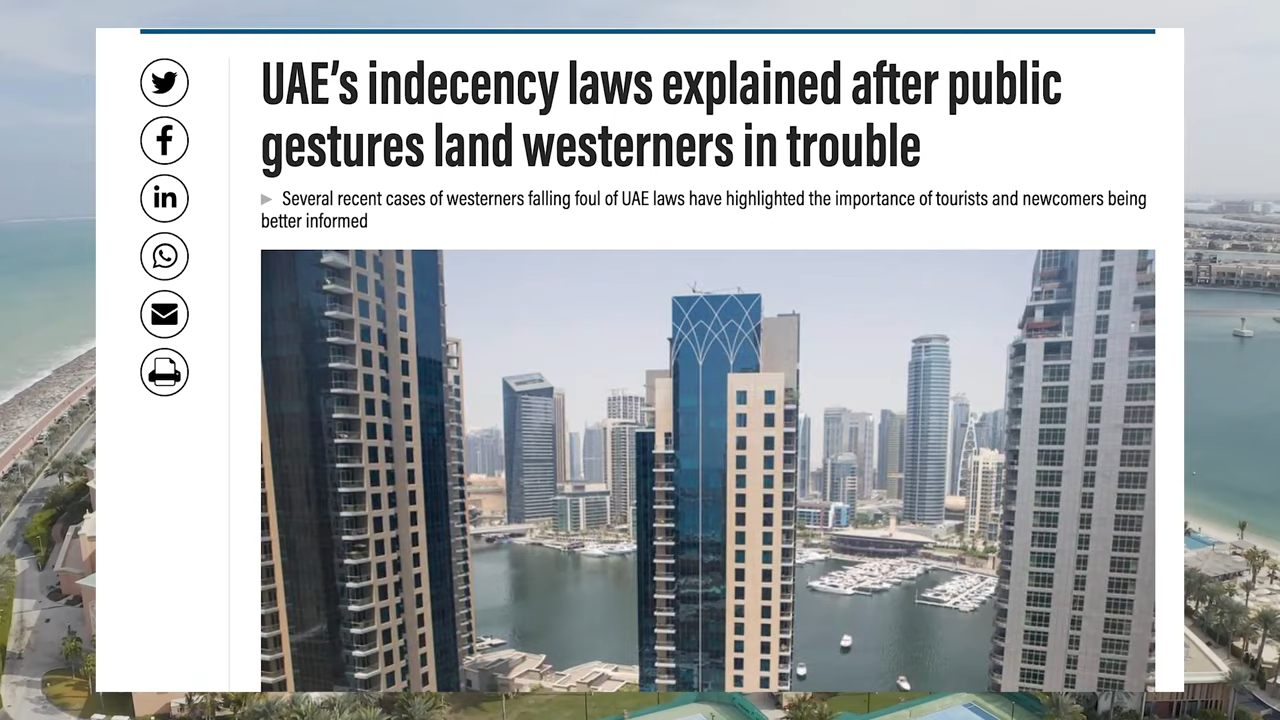 UAE's indecency laws explained after public
gestures land westerners in trouble
Several recent cases of westerners falling foul of UAE laws have highlighted the importance of tourists and newcomers being
better informed
in